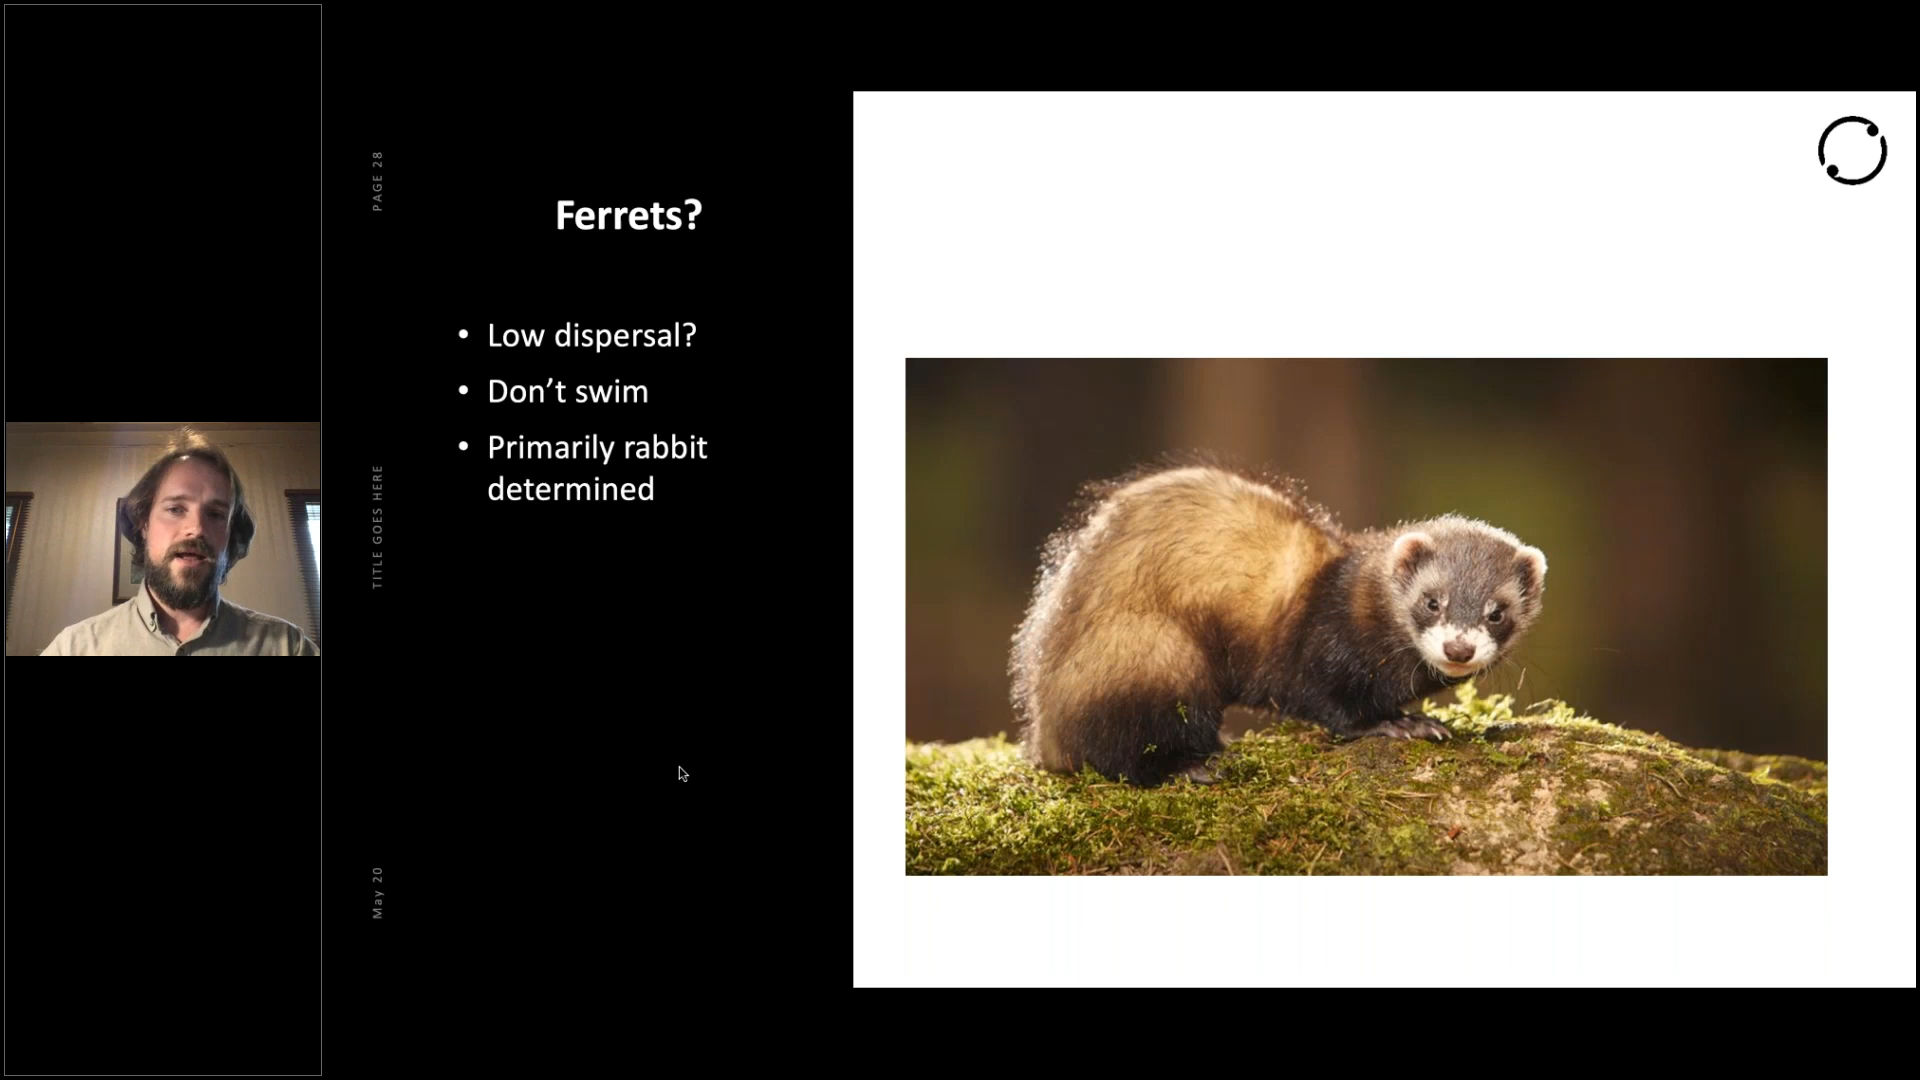 PAGE 28
Ferrets?
• Low dispersal?
• Don’t swim
• Primarily rabbit
determined
TITLE GOES HERE
May 20